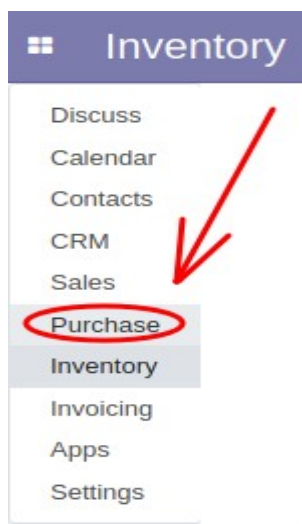 Inventory
Discuss
Calendar
Contacts
CRM
Sales
Purchase
Inventory
Invoicing
Apps
Settings